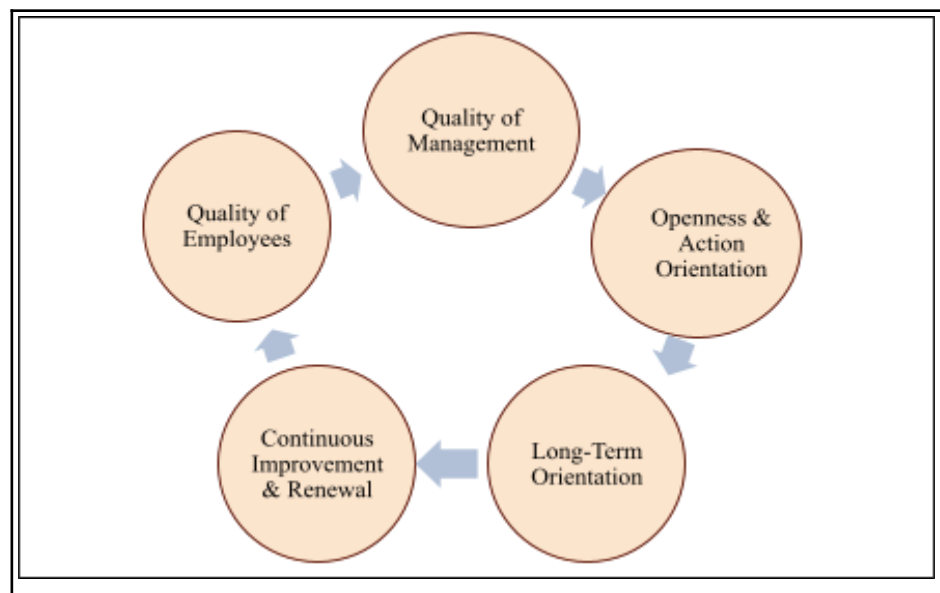 Quality of
Management
Openness &
Action
Orientation
Long-Term
Orientation
Continuous
Improvement
& Renewal
Quality of
Employees